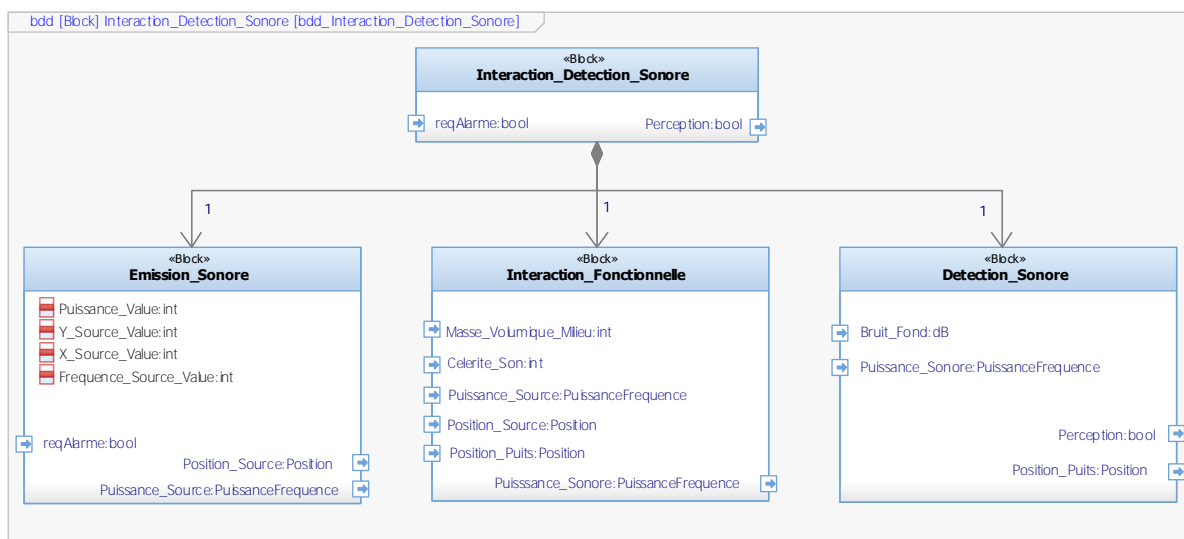 bdd [Block] Interaction_Detection_Sonore [bdd_Interaction_Detection_Sonore]
«Block»
Interaction_Detection_Sonore
reqAlarme:bool
Perception:bool
1
1
1
«Block»
Emission_Sonore
Puissance_Value:int
Y_Source_Value:int
X_Source_Value:int
Frequence_Source_Value:int
reqAlarme:bool
Position_Source:Position
Puissance_Source:PuissanceFrequence
«Block»
Interaction_Fonctionnelle
Masse_Volumique_Milieu:int
Celerite_Son:int
Puissance_Source:PuissanceFrequence
Position_Source:Position
Position_Puits:Position
Puisssance_Sonore:PuissanceFrequence
«Block»
Detection_Sonore
Bruit_Fond:dB
Puissance_Sonore:PuissanceFrequence
Perception:bool
Position_Puits:Position